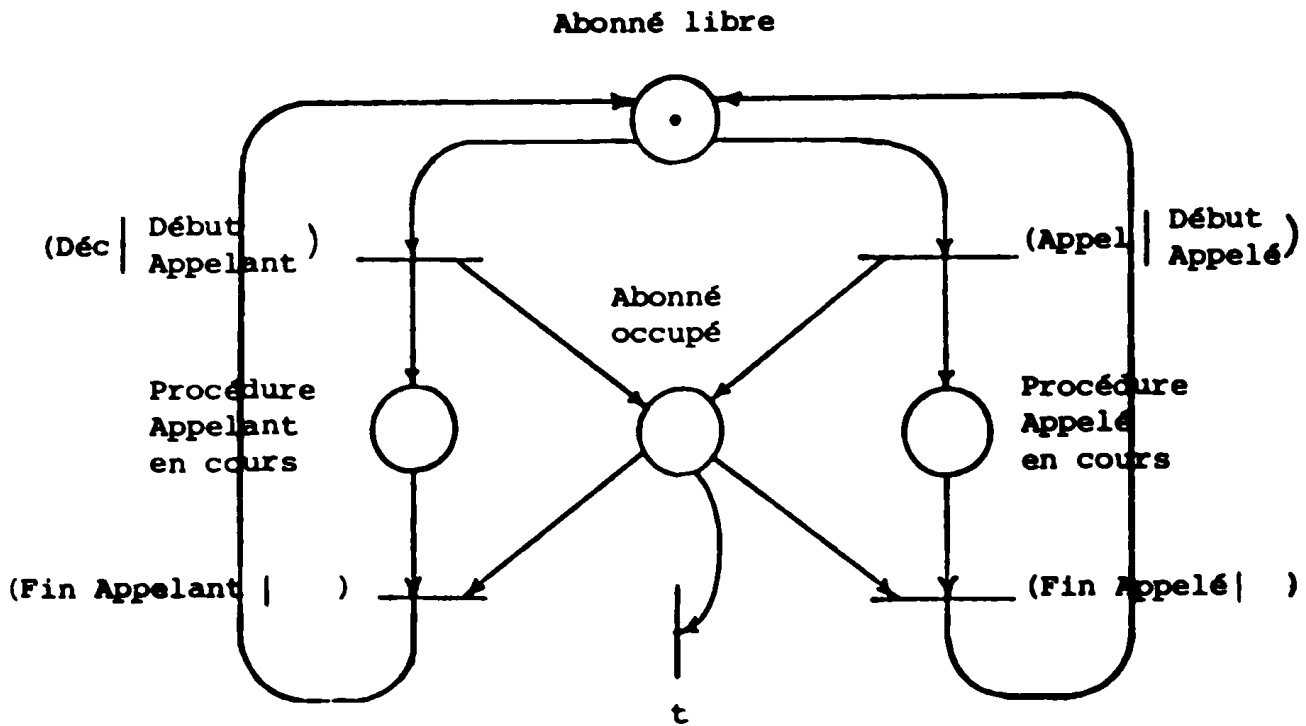 Abonné libre
(Déc | Début
Appelant )
(Appel | Début
Appelé )
Abonné
occupé
Procédure
Appelant
en cours
Procédure
Appelé
en cours
(Fin Appelant | )
(Fin Appelé | )
t